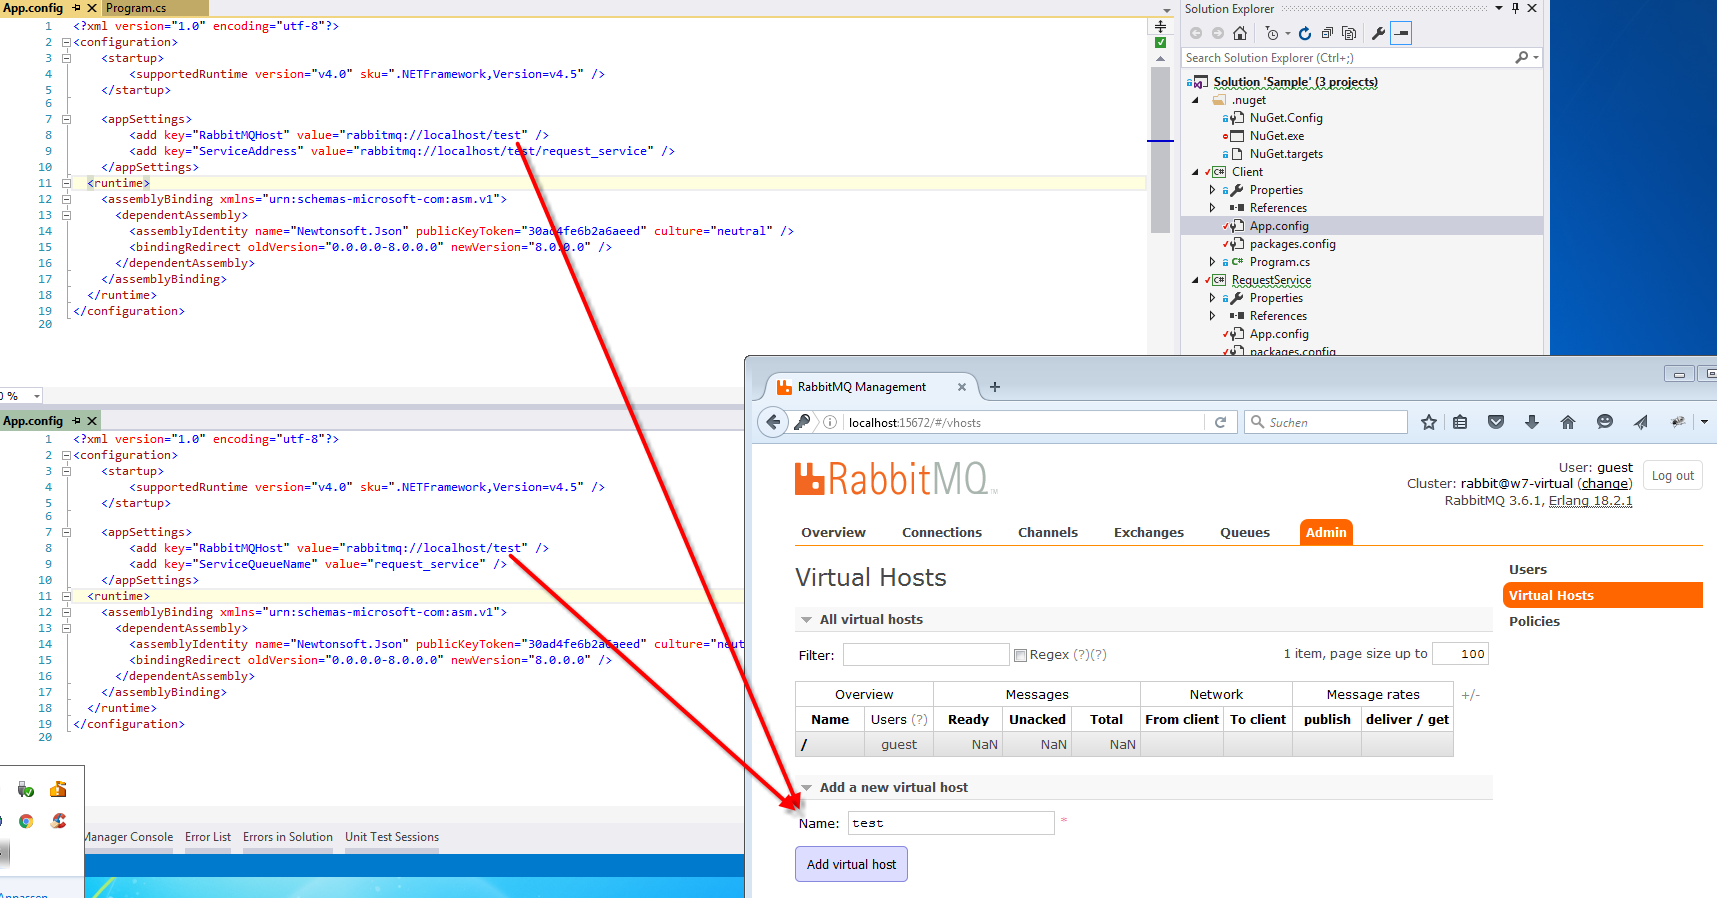 App.config
Program.cs
1 <?xml version="1.0" encoding="utf-8"?>
2 <configuration>
3 <startup>
4 <supportedRuntime version="v4.0" sku=".NETFramework,Version=v4.5" />
5 </startup>
6
7 <appSettings>
8 <add key="RabbitMQHost" value="rabbitmq://localhost/test" />
9 <add key="ServiceAddress" value="rabbitmq://localhost/test/request_service" />
10 </appSettings>
11 <runtime>
12 <assemblyBinding xmlns="urn:schemas-microsoft-com:asm.v1">
13 <dependentAssembly>
14 <assemblyIdentity name="Newtonsoft.Json" publicKeyToken="30ad4fe6b2a6aeed" culture="neutral" />
15 <bindingRedirect oldVersion="0.0.0.0-8.0.0.0" newVersion="8.0.0.0" />
16 </dependentAssembly>
17 </assemblyBinding>
18 </runtime>
19 </configuration>
20
0 %
App.config
1 <?xml version="1.0" encoding="utf-8"?>
2 <configuration>
3 <startup>
4 <supportedRuntime version="v4.0" sku=".NETFramework,Version=v4.5" />
5 </startup>
6
7 <appSettings>
8 <add key="RabbitMQHost" value="rabbitmq://localhost/test" />
9 <add key="ServiceQueueName" value="request_service" />
10 </appSettings>
11 <runtime>
12 <assemblyBinding xmlns="urn:schemas-microsoft-com:asm.v1">
13 <dependentAssembly>
14 <assemblyIdentity name="Newtonsoft.Json" publicKeyToken="30ad4fe6b2a6aeed" culture="neut
15 <bindingRedirect oldVersion="0.0.0.0-8.0.0.0" newVersion="8.0.0.0" />
16 </dependentAssembly>
17 </assemblyBinding>
18 </runtime>
19 </configuration>
20
Manager Console Error List Errors in Solution Unit Test Sessions
Solution Explorer
Search Solution Explorer (Ctrl+;)
Solution 'Sample' (3 projects)
.nuget
NuGet.Config
NuGet.exe
NuGet.targets
C# Client
Properties
References
App.config
packages.config
C# Program.cs
C# RequestService
Properties
References
App.config
packages.config
RabbitMQ Management
localhost:15672/#/vhosts
Suchen
RabbitMQ™
User: guest
Cluster: rabbit@w7-virtual (change)
RabbitMQ 3.6.1, Erlang 18.2.1
Log out
Overview Connections Channels Exchanges Queues Admin
Virtual Hosts
Users
Virtual Hosts
Policies
All virtual hosts
Filter: Regex (?)(?)
1 item, page size up to 100
Overview Messages Network Message rates +/-
Name Users (?) Ready Unacked Total From client To client publish deliver / get
/ guest NaN NaN NaN
Add a new virtual host
Name: test *
Add virtual host